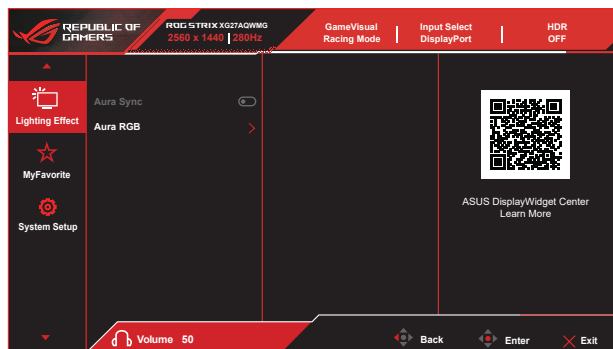 REPUBLIC OF
GAMERS
ROG STRIX XG27AQWMG
2560 x 1440 | 280Hz
GameVisual
Racing Mode
Input Select
DisplayPort
HDR
OFF
Lighting Effect
MyFavorite
System Setup
Aura Sync
Aura RGB
ASUS DisplayWidget Center
Learn More
Volume 50
Back
Enter
Exit